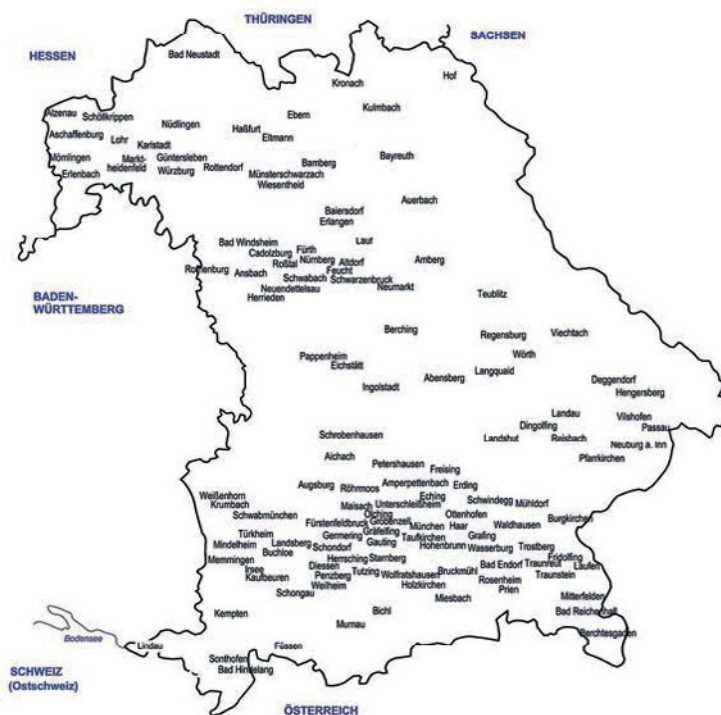 THÜRINGEN
SACHSEN
HESSEN
Bad Neustadt
Hof
Kronach
Kulmbach
Alzenau
Schöllkrippen
Ebern
Nüdlingen
Haßfurt
Aschaffenburg
Eltmann
Lohr
Karlstadt
Bayreuth
Mömlingen
Markt-
heidenfeld
Güntersleben
Bamberg
Erlenbach
Würzburg
Rottendorf
Münsterschwarzach
Wiesentheid
Auerbach
Baiersdorf
Erlangen
Bad Windsheim
Lauf
Cadolzburg
Fürth
Roßtal
Nürnberg
Altdorf
Amberg
Rothenburg
Ansbach
Feucht
Schwabach
Schwarzenbruck
Neuendettelsau
Neumarkt
Herrieden
Teublitz
BADEN-
WÜRTTEMBERG
Berching
Regensburg
Viechtach
Pappenheim
Wörth
Eichstätt
Langquaid
Abensberg
Deggendorf
Ingolstadt
Hengersberg
Landau
Vilshofen
Dingolfing
Passau
Schrobenhausen
Landshut
Reisbach
Neuburg a. Inn
Aichach
Pfarrkirchen
Petershausen
Freising
Augsburg
Röhrmoos
Amperpettenbach
Erding
Weißenhorn
Eching
Schwindegg
Mühldorf
Krumbach
Maisach
Unterschleißheim
Schwabmünchen
Olching
Ottenhofen
Burgkirchen
Fürstenfeldbruck
Gröbenzell
München
Haar
Waldhausen
Türkheim
Germering
Gräfelfing
Taufkirchen
Grafing
Mindelheim
Landsberg
Schondorf
Gauting
Hohenbrunn
Wasserburg
Trostberg
Buchloe
Memmingen
Herrsching
Starnberg
Fridolfing
Irsee
Diessen
Bad Endorf
Traunreut
Laufen
Kaufbeuren
Penzberg
Tutzing
Wolfratshausen
Bruckmühl
Rosenheim
Traunstein
Weilheim
Holzkirchen
Prien
Schongau
Miesbach
Mitterfelden
Kempten
Bichl
Bad Reichenhall
Murnau
Berchtesgaden
Bodensee
Lindau
Füssen
Sonthofen
Bad Hindelang
SCHWEIZ
(Ostschweiz)
ÖSTERREICH